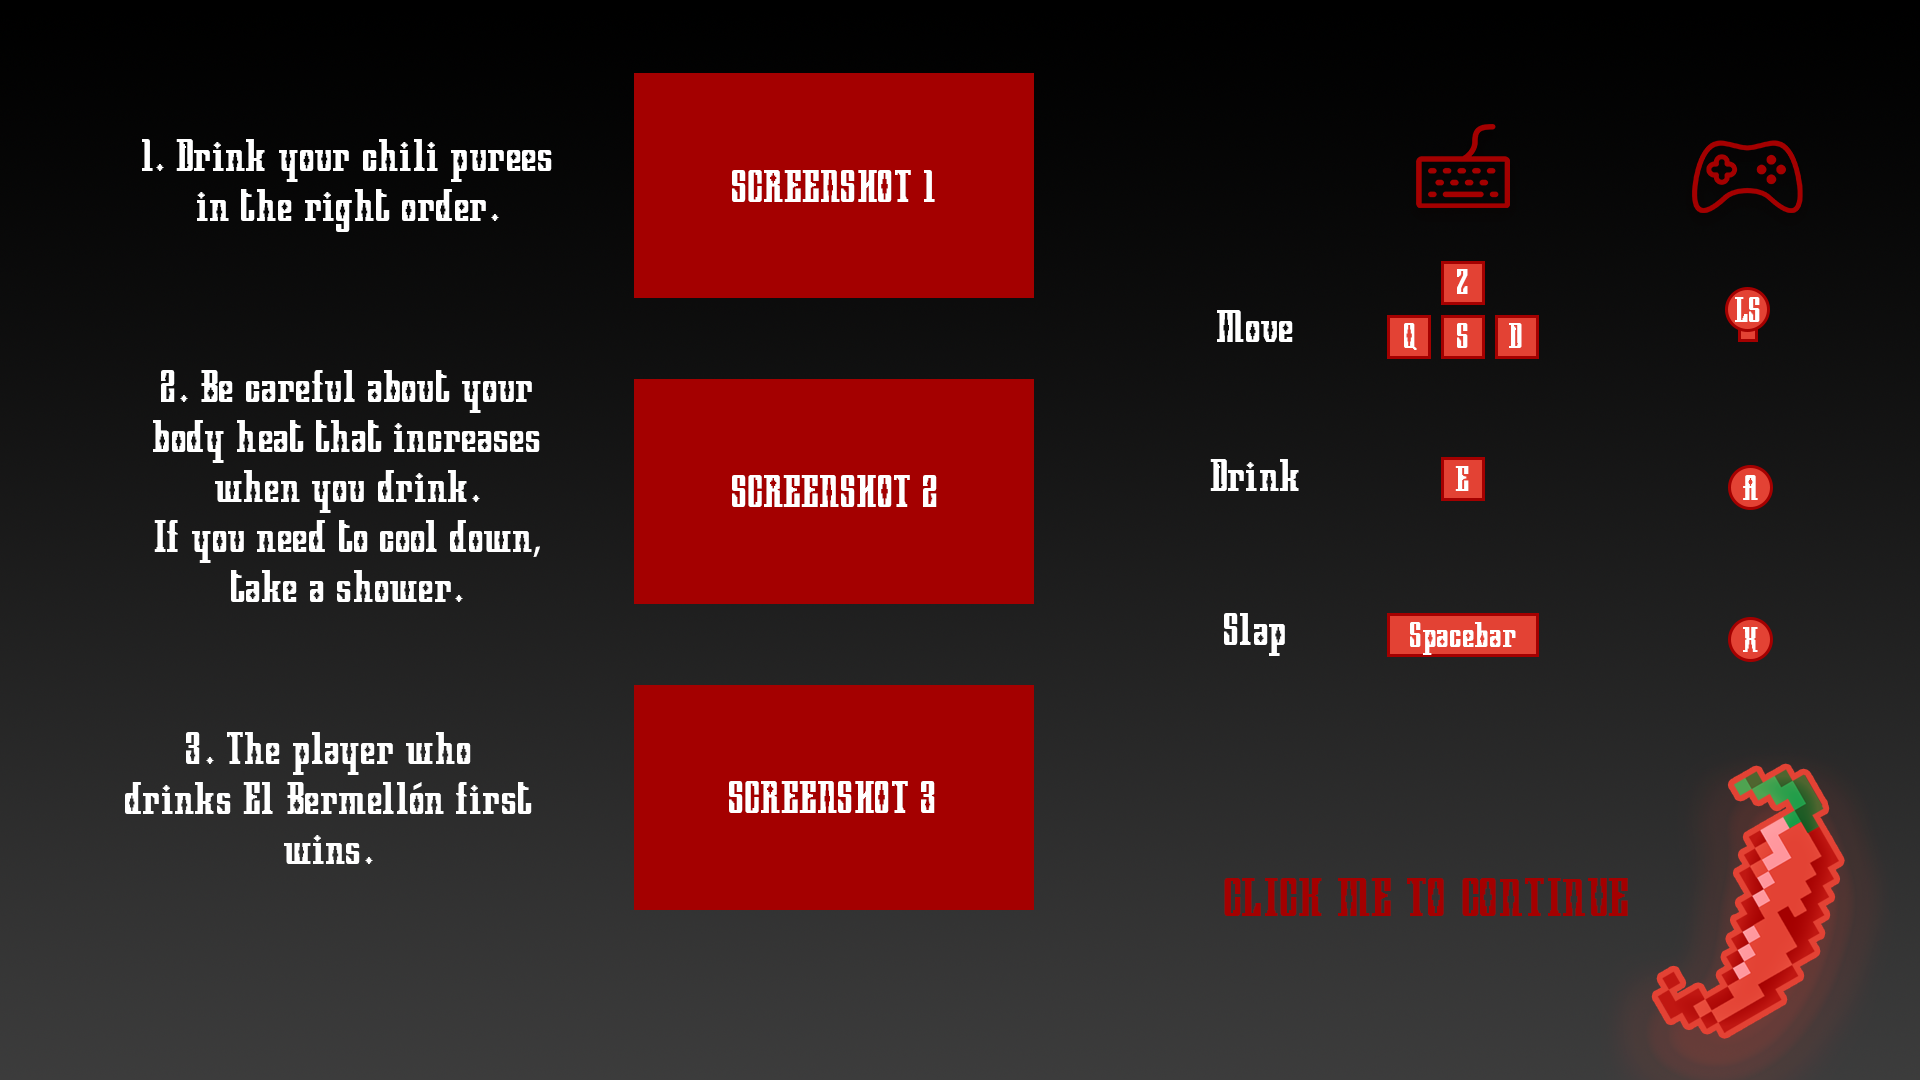 1. Drink your chili purees
in the right order.
SCREENSHOT 1
2. Be careful about your
body heat that increases
when you drink.
If you need to cool down,
take a shower.
SCREENSHOT 2
3. The player who
drinks El Bermellón first
wins.
SCREENSHOT 3
Move
Z
Q S D
LS
Drink
E
A
Slap
Spacebar
X
CLICK ME TO CONTINUE